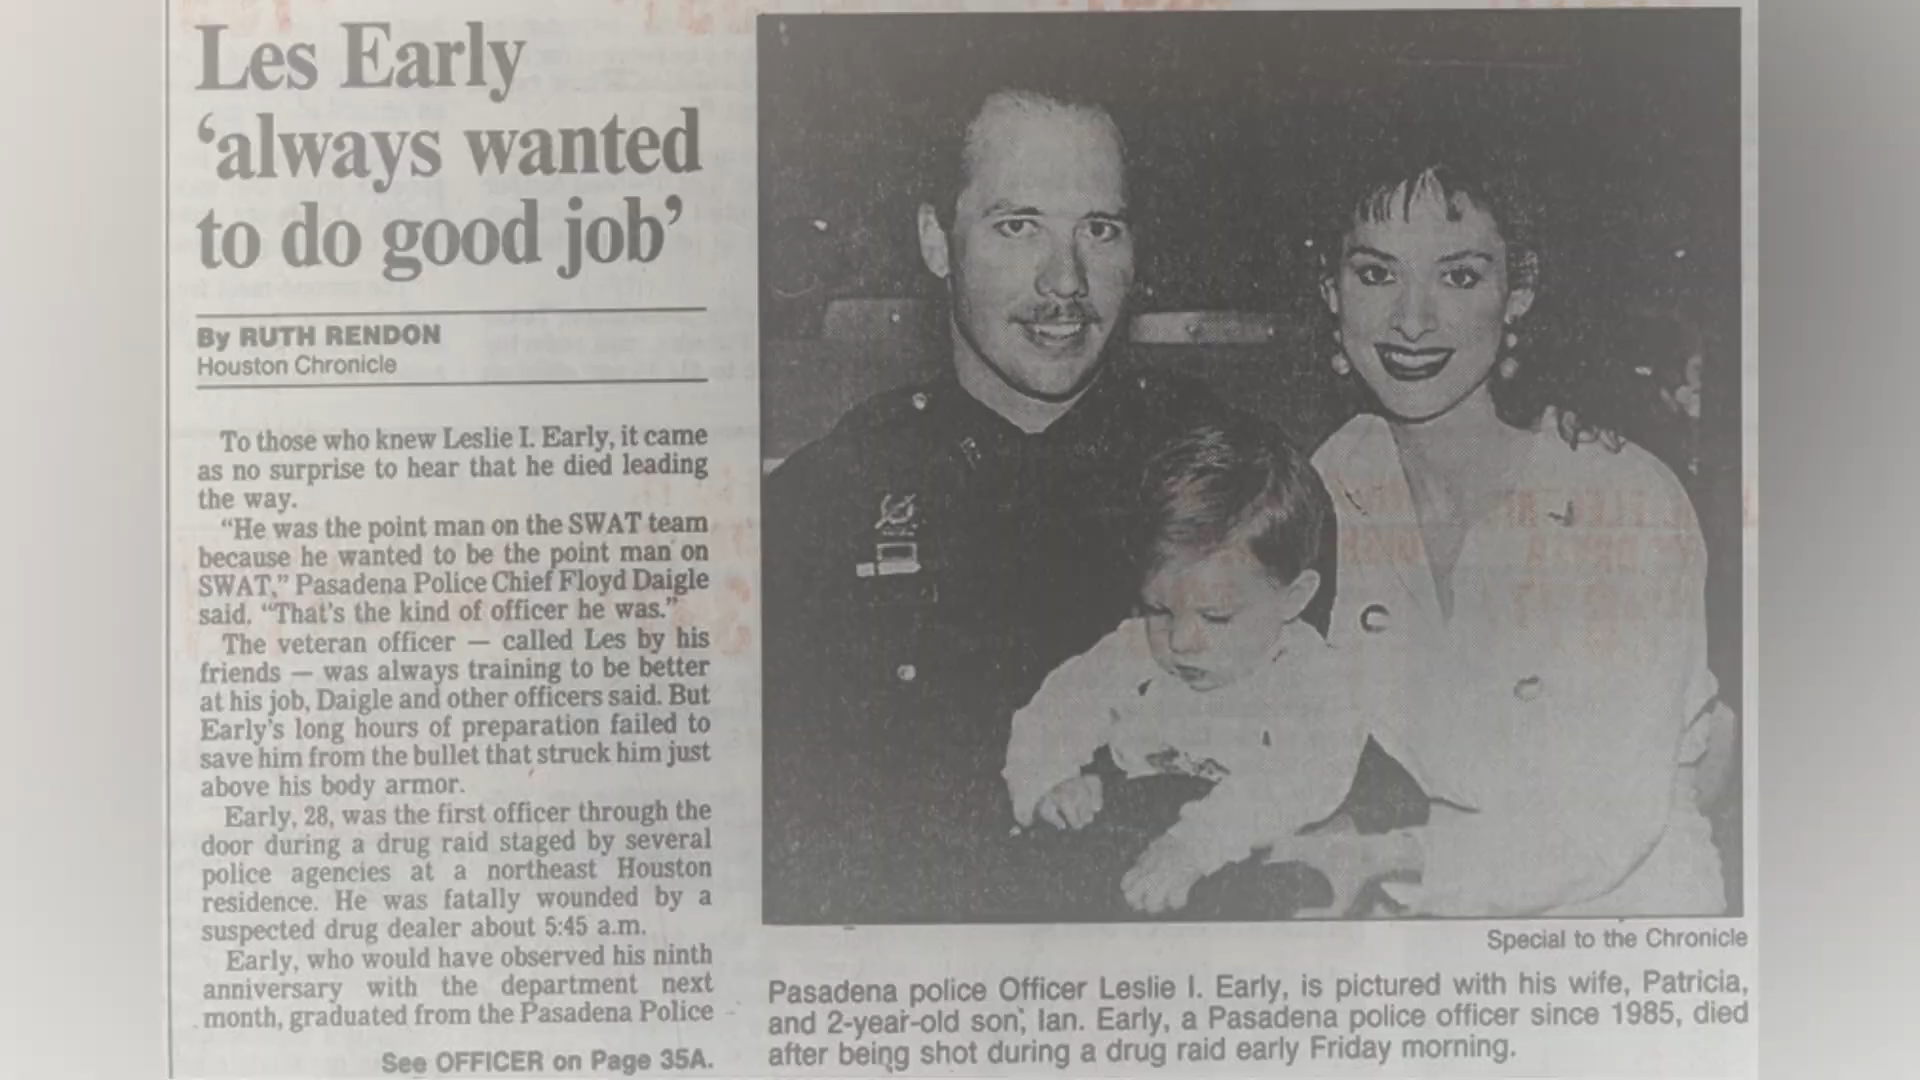 Les Early
‘always wanted
to do good job’
By RUTH RENDON
Houston Chronicle
To those who knew Leslie I. Early, it came
as no surprise to hear that he died leading
the way.
“He was the point man on the SWAT team
because he wanted to be the point man on
SWAT,” Pasadena Police Chief Floyd Daigle
said. “That’s the kind of officer he was.”
The veteran officer — called Les by his
friends — was always training to be better
at his job, Daigle and other officers said. But
Early’s long hours of preparation failed to
save him from the bullet that struck him just
above his body armor.
Early, 28, was the first officer through the
door during a drug raid staged by several
police agencies at a northeast Houston
residence. He was fatally wounded by a
suspected drug dealer about 5:45 a.m.
Early, who would have observed his ninth
anniversary with the department next
month, graduated from the Pasadena Police
See OFFICER on Page 35A.
Special to the Chronicle
Pasadena police Officer Leslie I. Early, is pictured with his wife, Patricia,
and 2-year-old son, Ian. Early, a Pasadena police officer since 1985, died
after being shot during a drug raid early Friday morning.